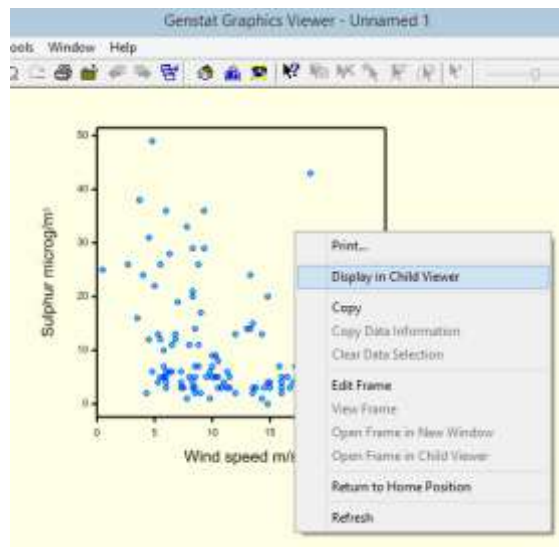 Genstat Graphics Viewer - Unnamed 1
ools Window Help
50
40
30
20
10
0
Sulphur microg/m³
0 5 10 15
Wind speed m/s
Print...
Display in Child Viewer
Copy
Copy Data Information
Clear Data Selection
Edit Frame
View Frame
Open Frame in New Window
Open Frame in Child Viewer
Return to Home Position
Refresh